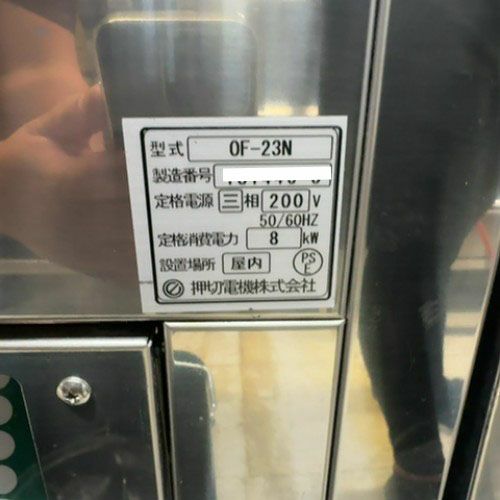 型式 OF-23N
製造番号
定格電源 三相 200 V
50/60HZ
定格消費電力 8 kW
設置場所 屋内
PSE
押切電機株式会社